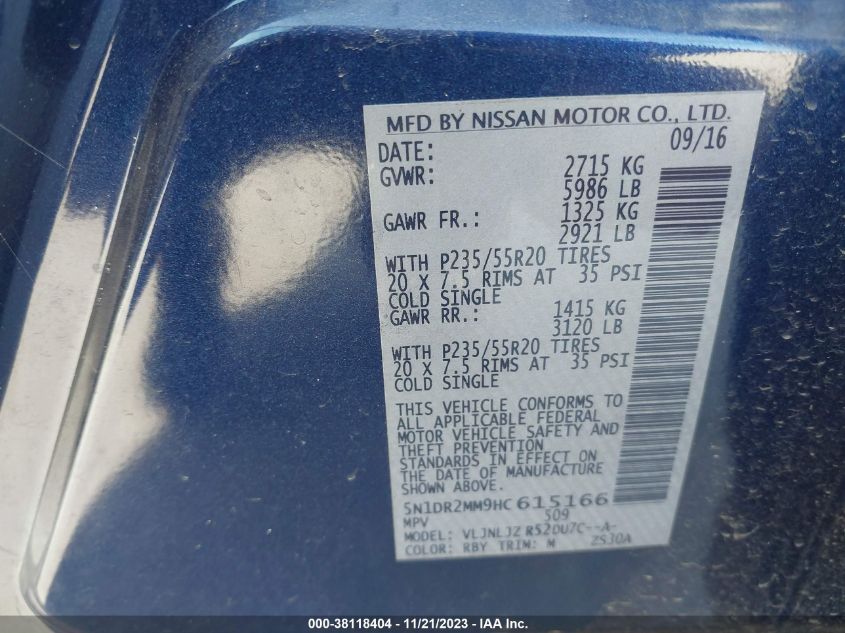 MFD BY NISSAN MOTOR CO., LTD.
DATE: 09/16
GVWR: 2715 KG
5986 LB
GAWR FR.: 1325 KG
2921 LB
WITH P235/55R20 TIRES
20 X 7.5 RIMS AT 35 PSI
COLD SINGLE
GAWR RR.: 1415 KG
3120 LB
WITH P235/55R20 TIRES
20 X 7.5 RIMS AT 35 PSI
COLD SINGLE
THIS VEHICLE CONFORMS TO
ALL APPLICABLE FEDERAL
MOTOR VEHICLE SAFETY AND
THEFT PREVENTION
STANDARDS IN EFFECT ON
THE DATE OF MANUFACTURE
SHOWN ABOVE.
5N1DR2MM9HC 615166
MPV 509
MODEL: VLJNLJZ R52DU7C--A-
COLOR: RBY TRIM: M ZS30A
000-38118404 - 11/21/2023 - IAA Inc.